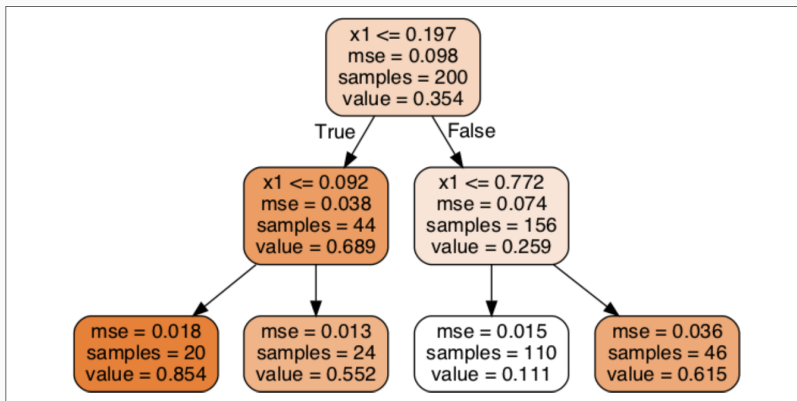 x1 <= 0.197
mse = 0.098
samples = 200
value = 0.354
True
False
x1 <= 0.092
mse = 0.038
samples = 44
value = 0.689
x1 <= 0.772
mse = 0.074
samples = 156
value = 0.259
mse = 0.018
samples = 20
value = 0.854
mse = 0.013
samples = 24
value = 0.552
mse = 0.015
samples = 110
value = 0.111
mse = 0.036
samples = 46
value = 0.615